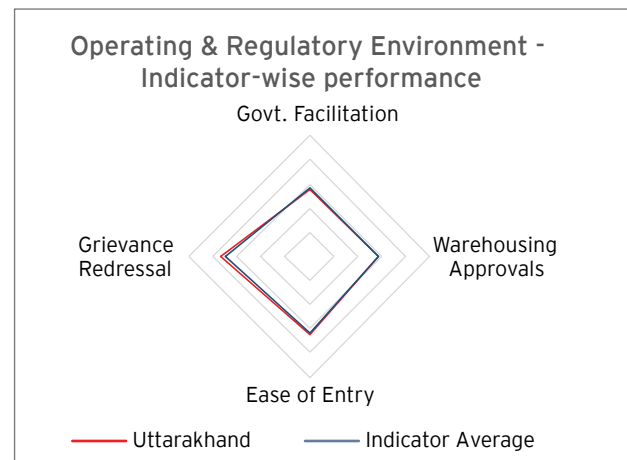 Operating & Regulatory Environment -
Indicator-wise performance
Govt. Facilitation
Grievance
Redressal
Warehousing
Approvals
Ease of Entry
Uttarakhand
Indicator Average